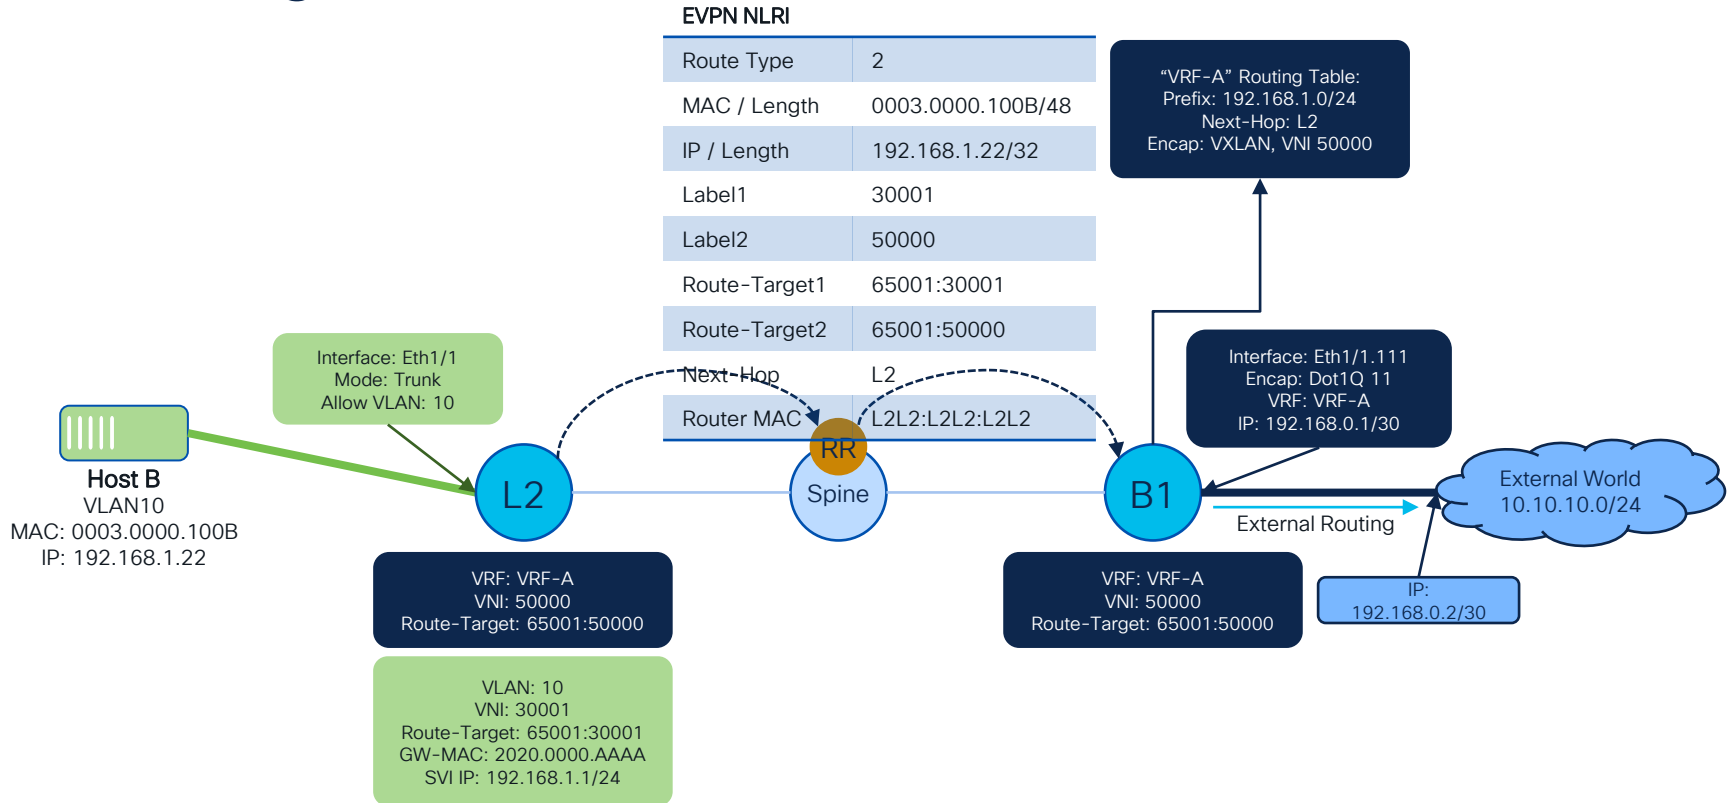 EVPN NLRI
Route Type 2
MAC / Length 0003.0000.100B/48
IP / Length 192.168.1.22/32
Label1 30001
Label2 50000
Route-Target1 65001:30001
Route-Target2 65001:50000
Next-Hop L2
Router MAC L2L2:L2L2:L2L2
“VRF-A” Routing Table:
Prefix: 192.168.1.0/24
Next-Hop: L2
Encap: VXLAN, VNI 50000
Interface: Eth1/1
Mode: Trunk
Allow VLAN: 10
Interface: Eth1/1.111
Encap: Dot1Q 11
VRF: VRF-A
IP: 192.168.0.1/30
Host B
VLAN10
MAC: 0003.0000.100B
IP: 192.168.1.22
L2
RR
Spine
B1
External Routing
External World
10.10.10.0/24
IP:
192.168.0.2/30
VRF: VRF-A
VNI: 50000
Route-Target: 65001:50000
VLAN: 10
VNI: 30001
Route-Target: 65001:30001
GW-MAC: 2020.0000.AAAA
SVI IP: 192.168.1.1/24
VRF: VRF-A
VNI: 50000
Route-Target: 65001:50000